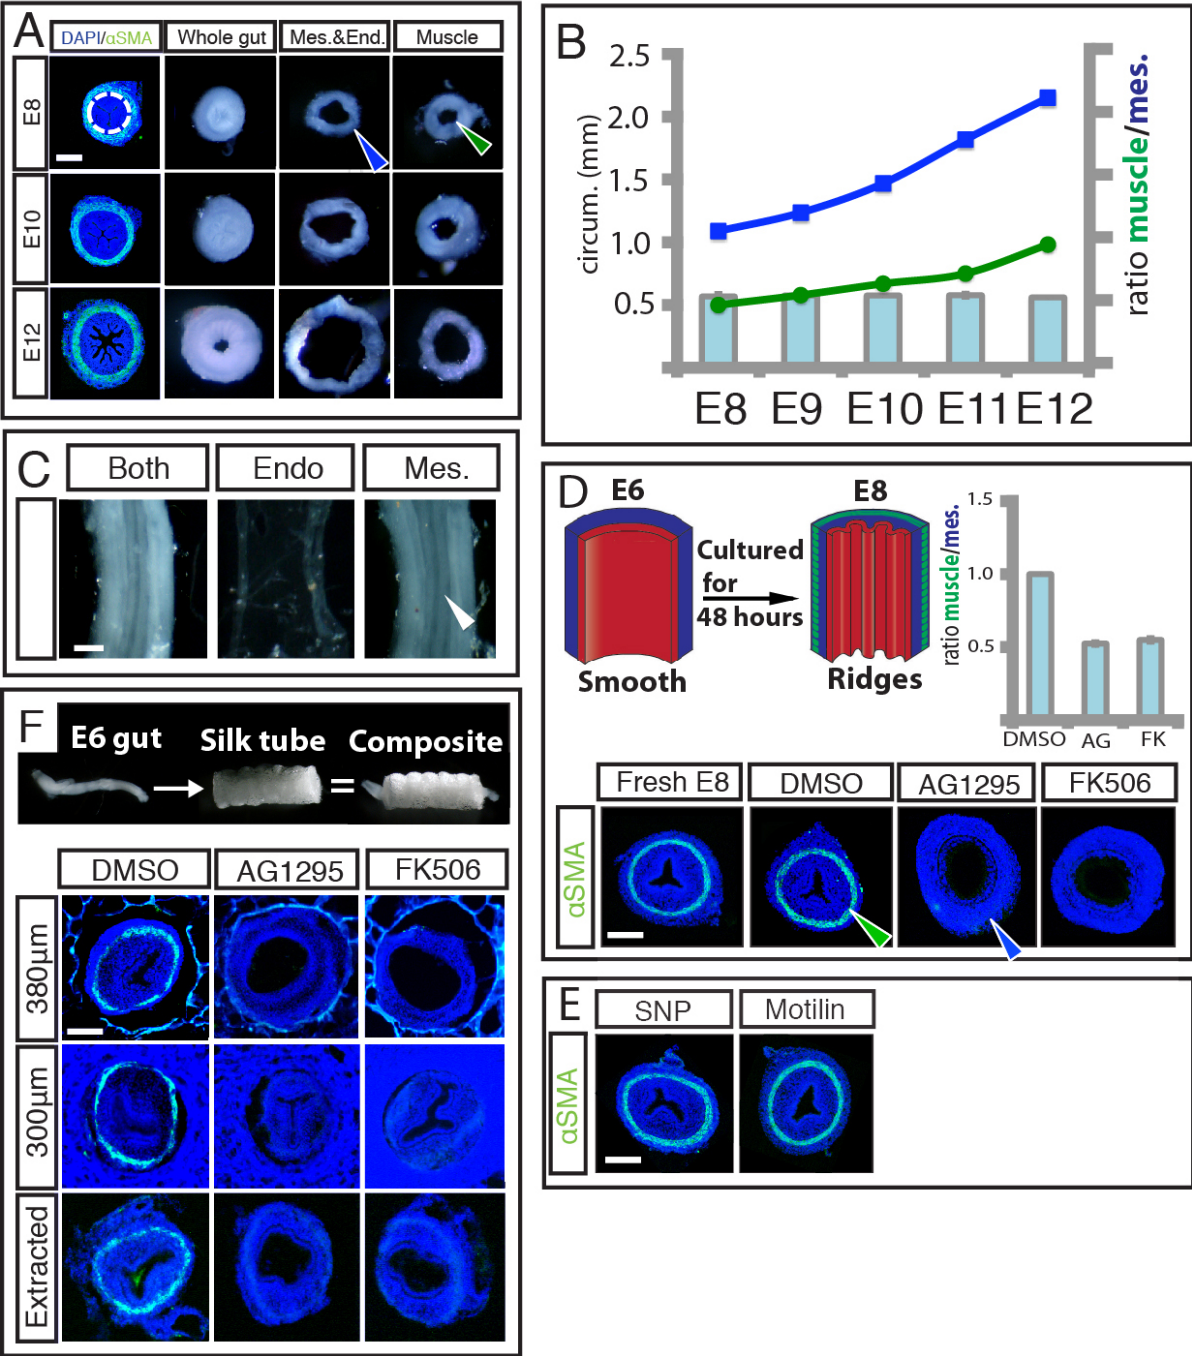 A
DAPI/αSMA
Whole gut
Mes.&End.
Muscle
E8
E10
E12
B
2.5
2.0
1.5
1.0
0.5
circum. (mm)
ratio muscle/mes.
E8 E9 E10 E11 E12
C
Both
Endo
Mes.
D
E6
E8
Cultured
for
48 hours
Smooth
Ridges
1.5
1.0
0.5
ratio muscle/mes.
DMSO AG FK
Fresh E8
DMSO
AG1295
FK506
αSMA
E
SNP
Motilin
αSMA
F
E6 gut
Silk tube
Composite
=
DMSO
AG1295
FK506
380μm
300μm
Extracted